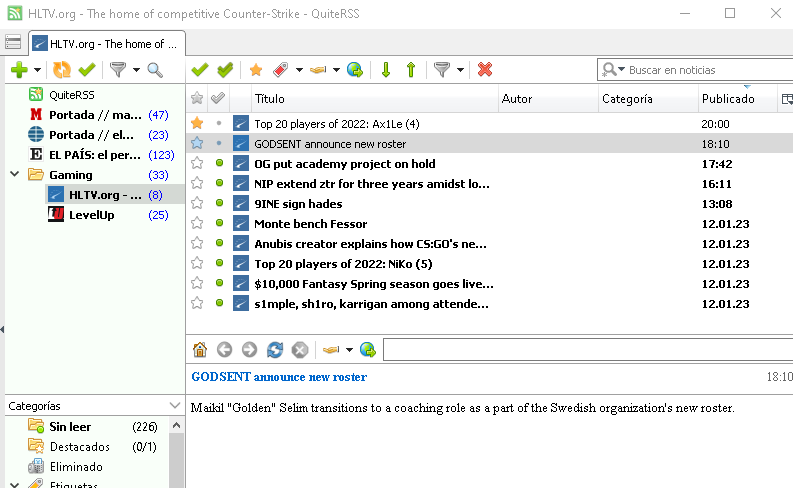 HLTV.org - The home of competitive Counter-Strike - QuiteRSS
HLTV.org - The home of ...
Buscar en noticias
QuiteRSS
Portada // ma... (47)
Portada // el... (23)
EL PAÍS: el per... (123)
Gaming (33)
HLTV.org - ... (8)
LevelUp (25)
Título Autor Categoría Publicado
Top 20 players of 2022: Ax1Le (4) 20:00
GODSENT announce new roster 18:10
OG put academy project on hold 17:42
NIP extend ztr for three years amidst lo... 16:11
9INE sign hades 13:08
Monte bench Fessor 12.01.23
Anubis creator explains how CS:GO's ne... 12.01.23
Top 20 players of 2022: NiKo (5) 12.01.23
$10,000 Fantasy Spring season goes live... 12.01.23
s1mple, sh1ro, karrigan among attende... 12.01.23
GODSENT announce new roster 18:10
Maikil "Golden" Selim transitions to a coaching role as a part of the Swedish organization's new roster.
Categorías
Sin leer (226)
Destacados (0/1)
Eliminado
Etiquetas